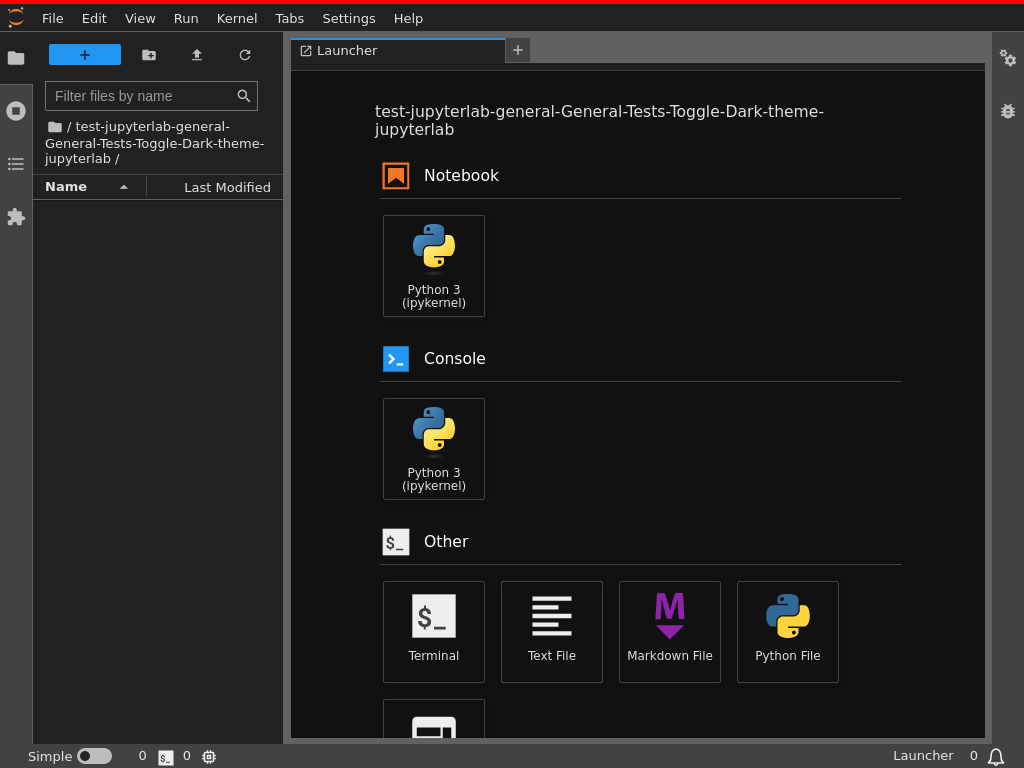 File Edit View Run Kernel Tabs Settings Help
+
Launcher
+
Filter files by name
/ test-jupyterlab-general-
General-Tests-Toggle-Dark-theme-
jupyterlab /
Name
Last Modified
test-jupyterlab-general-General-Tests-Toggle-Dark-theme-
jupyterlab
Notebook
Python 3
(ipykernel)
Console
Python 3
(ipykernel)
$_ Other
$_
Terminal
Text File
M
Markdown File
Python File
Simple
0
$_
0
Launcher
0